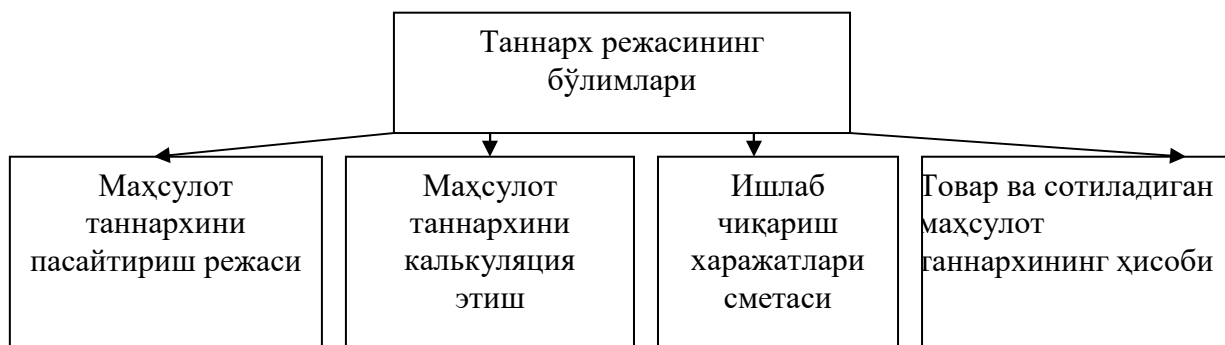 Таннарх режасининг
бўлимлари
Маҳсулот
таннархини
пасайтириш режаси
Маҳсулот
таннархини
калькуляция
этиш
Ишлаб
чиқариш
харажатлари
сметаси
Товар ва сотиладиган
маҳсулот
таннархининг ҳисоби